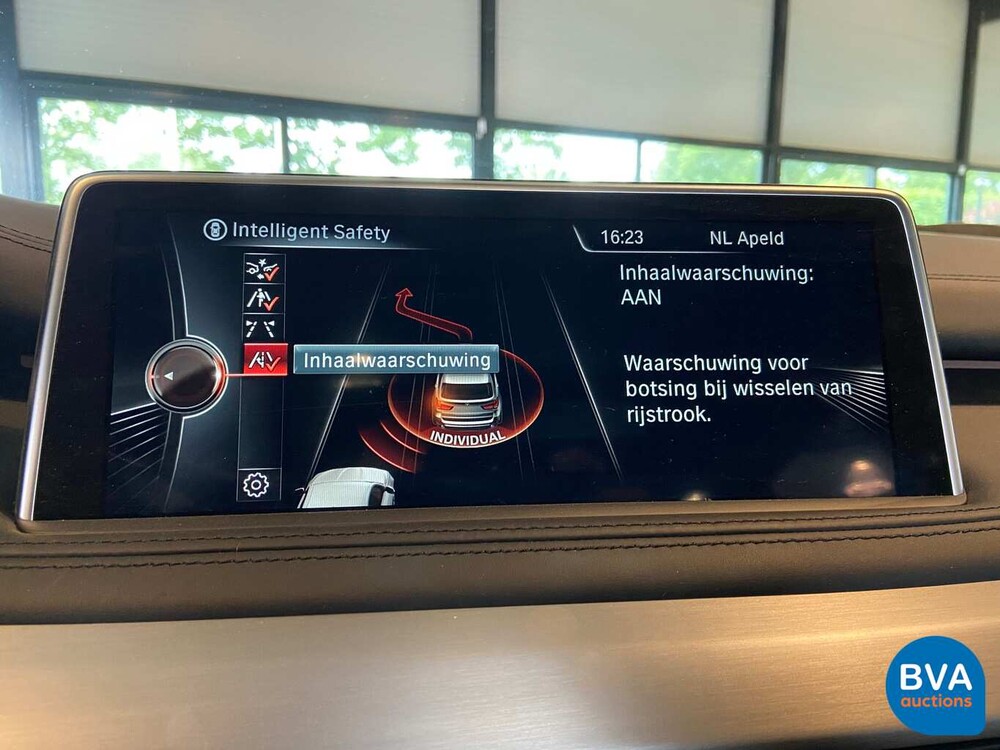 Intelligent Safety
16:23 NL Apeld
Inhaalwaarschuwing:
AAN
Inhaalwaarschuwing
Waarschuwing voor
botsing bij wisselen van
rijstrook.
INDIVIDUAL
BVA
auctions